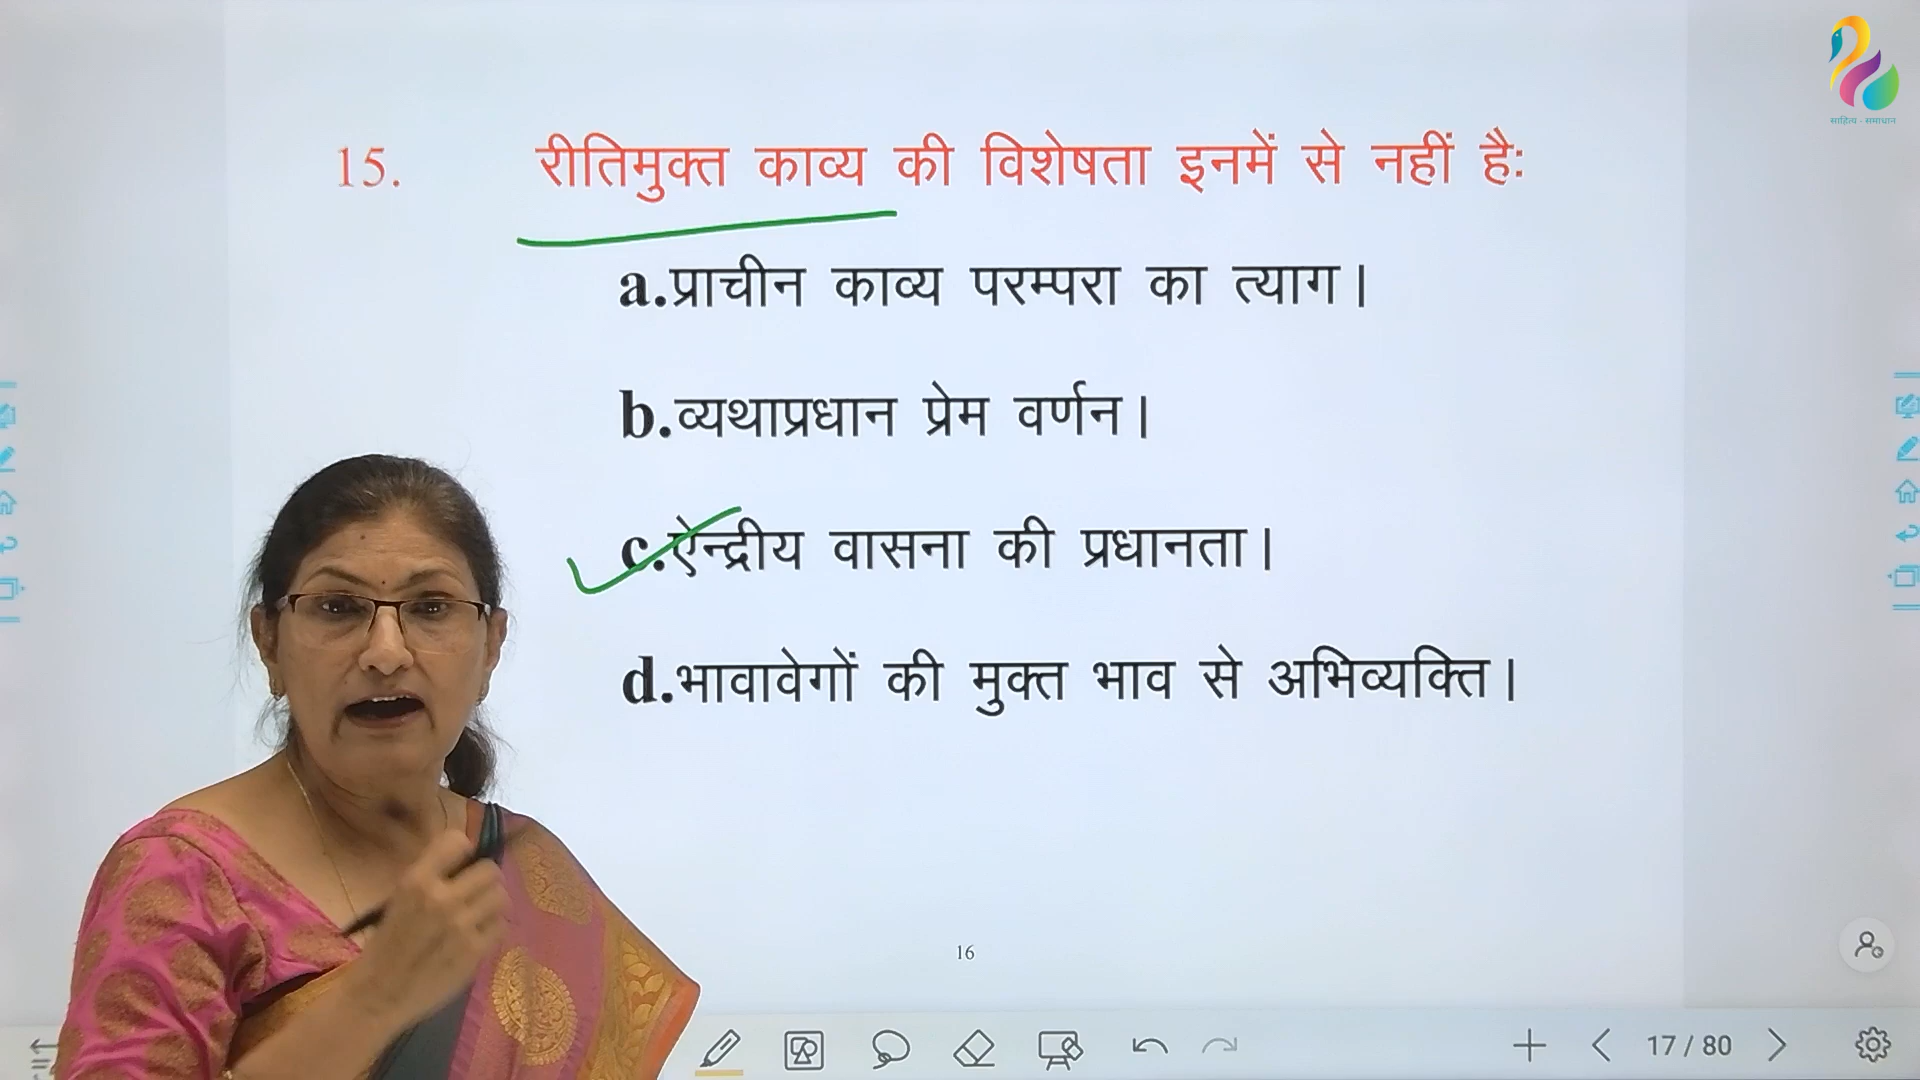 साहित्य - समाधान
15. रीतिमुक्त काव्य की विशेषता इनमें से नहीं है:
a.प्राचीन काव्य परम्परा का त्याग।
b.व्यथाप्रधान प्रेम वर्णन।
c.ऐन्द्रीय वासना की प्रधानता।
d.भावावेगों की मुक्त भाव से अभिव्यक्ति।
16
17 / 80